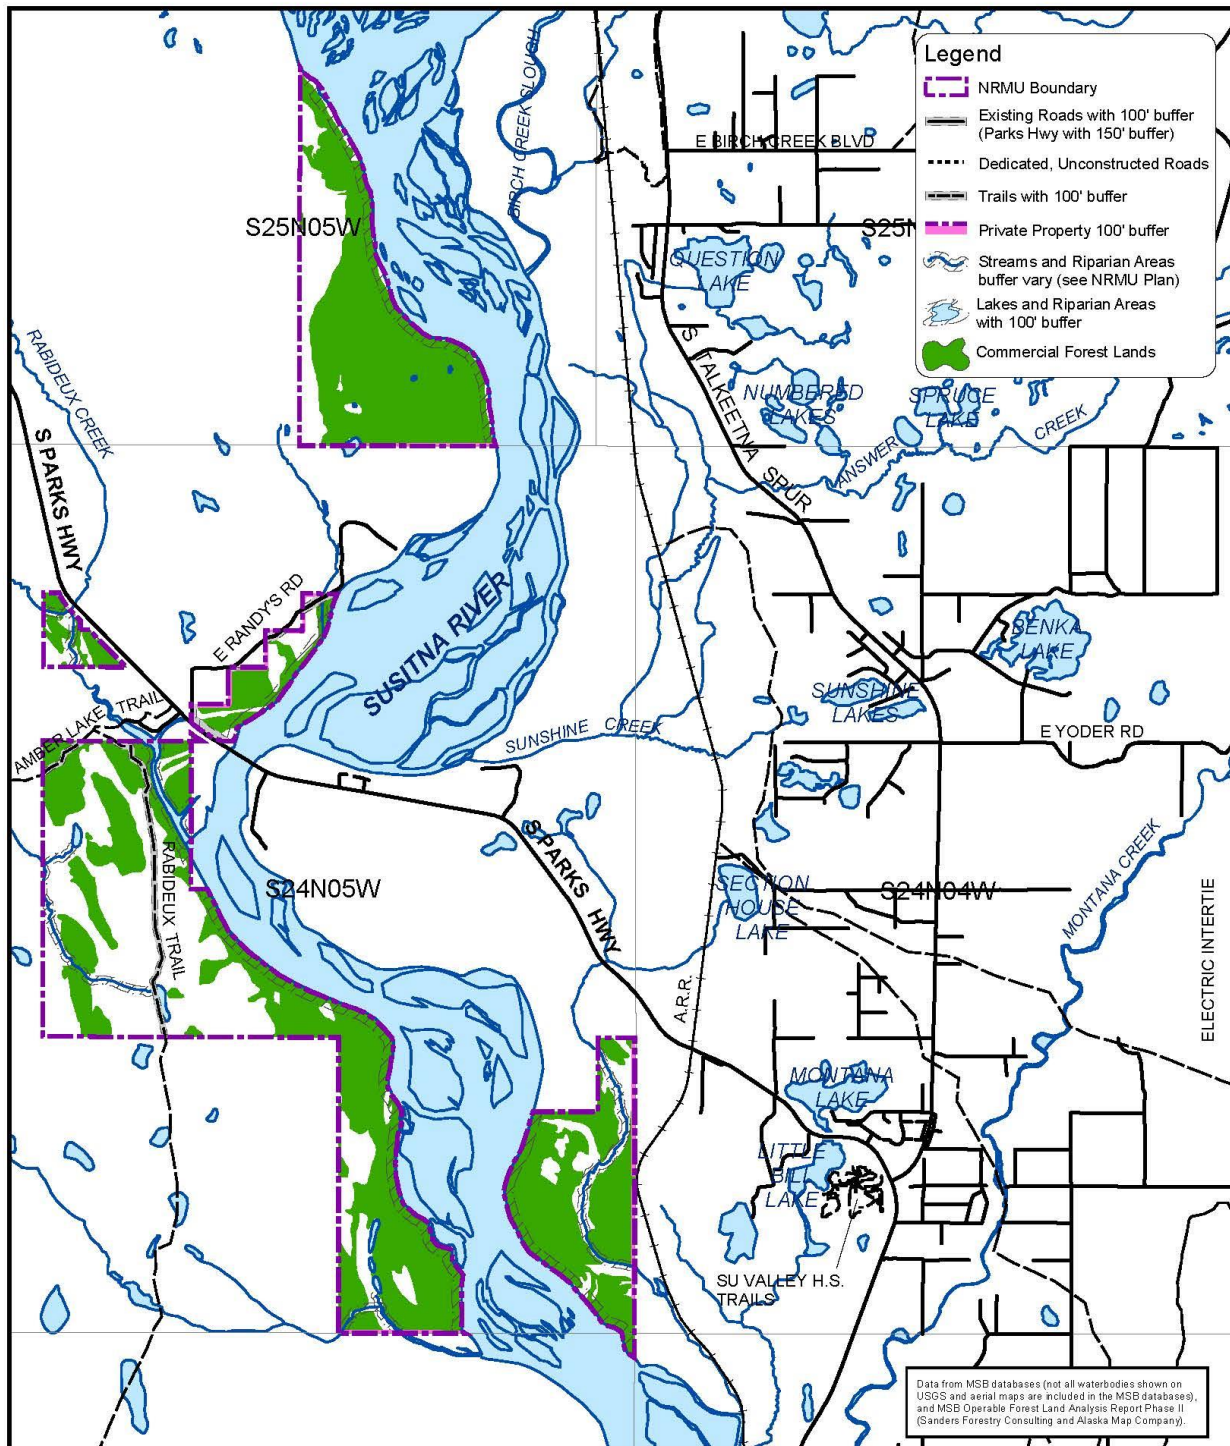 Legend
NRMU Boundary
Existing Roads with 100' buffer
(Parks Hwy with 150' buffer)
Dedicated, Unconstructed Roads
Trails with 100' buffer
Private Property 100' buffer
Streams and Riparian Areas
buffer vary (see NRMU Plan)
Lakes and Riparian Areas
with 100' buffer
Commercial Forest Lands
BIRCH CREEK SLOUGH
E BIRCH CREEK BLVD
S25N05W
S25N
QUESTION
LAKE
S TALKEETNA SPUR
RABIDEUX CREEK
NUMBERED
LAKES
SPRUCE
LAKE
ANSWER CREEK
S PARKS HWY
E RANDY'S RD
SUSITNA RIVER
BENKA
LAKE
SUNSHINE
LAKES
AMBER LAKE TRAIL
SUNSHINE CREEK
E YODER RD
RABIDEUX TRAIL
S24N05W
S PARKS HWY
SECTION
HOUSE
LAKE
S24N04W
MONTANA CREEK
A.R.R.
ELECTRIC INTERTIE
MONTANA
LAKE
LITTLE
BILL
LAKE
SU VALLEY H.S.
TRAILS
Data from MSB databases (not all waterbodies shown on
USGS and aerial maps are included in the MSB databases),
and MSB Operable Forest Land Analysis Report Phase II
(Sanders Forestry Consulting and Alaska Map Company).